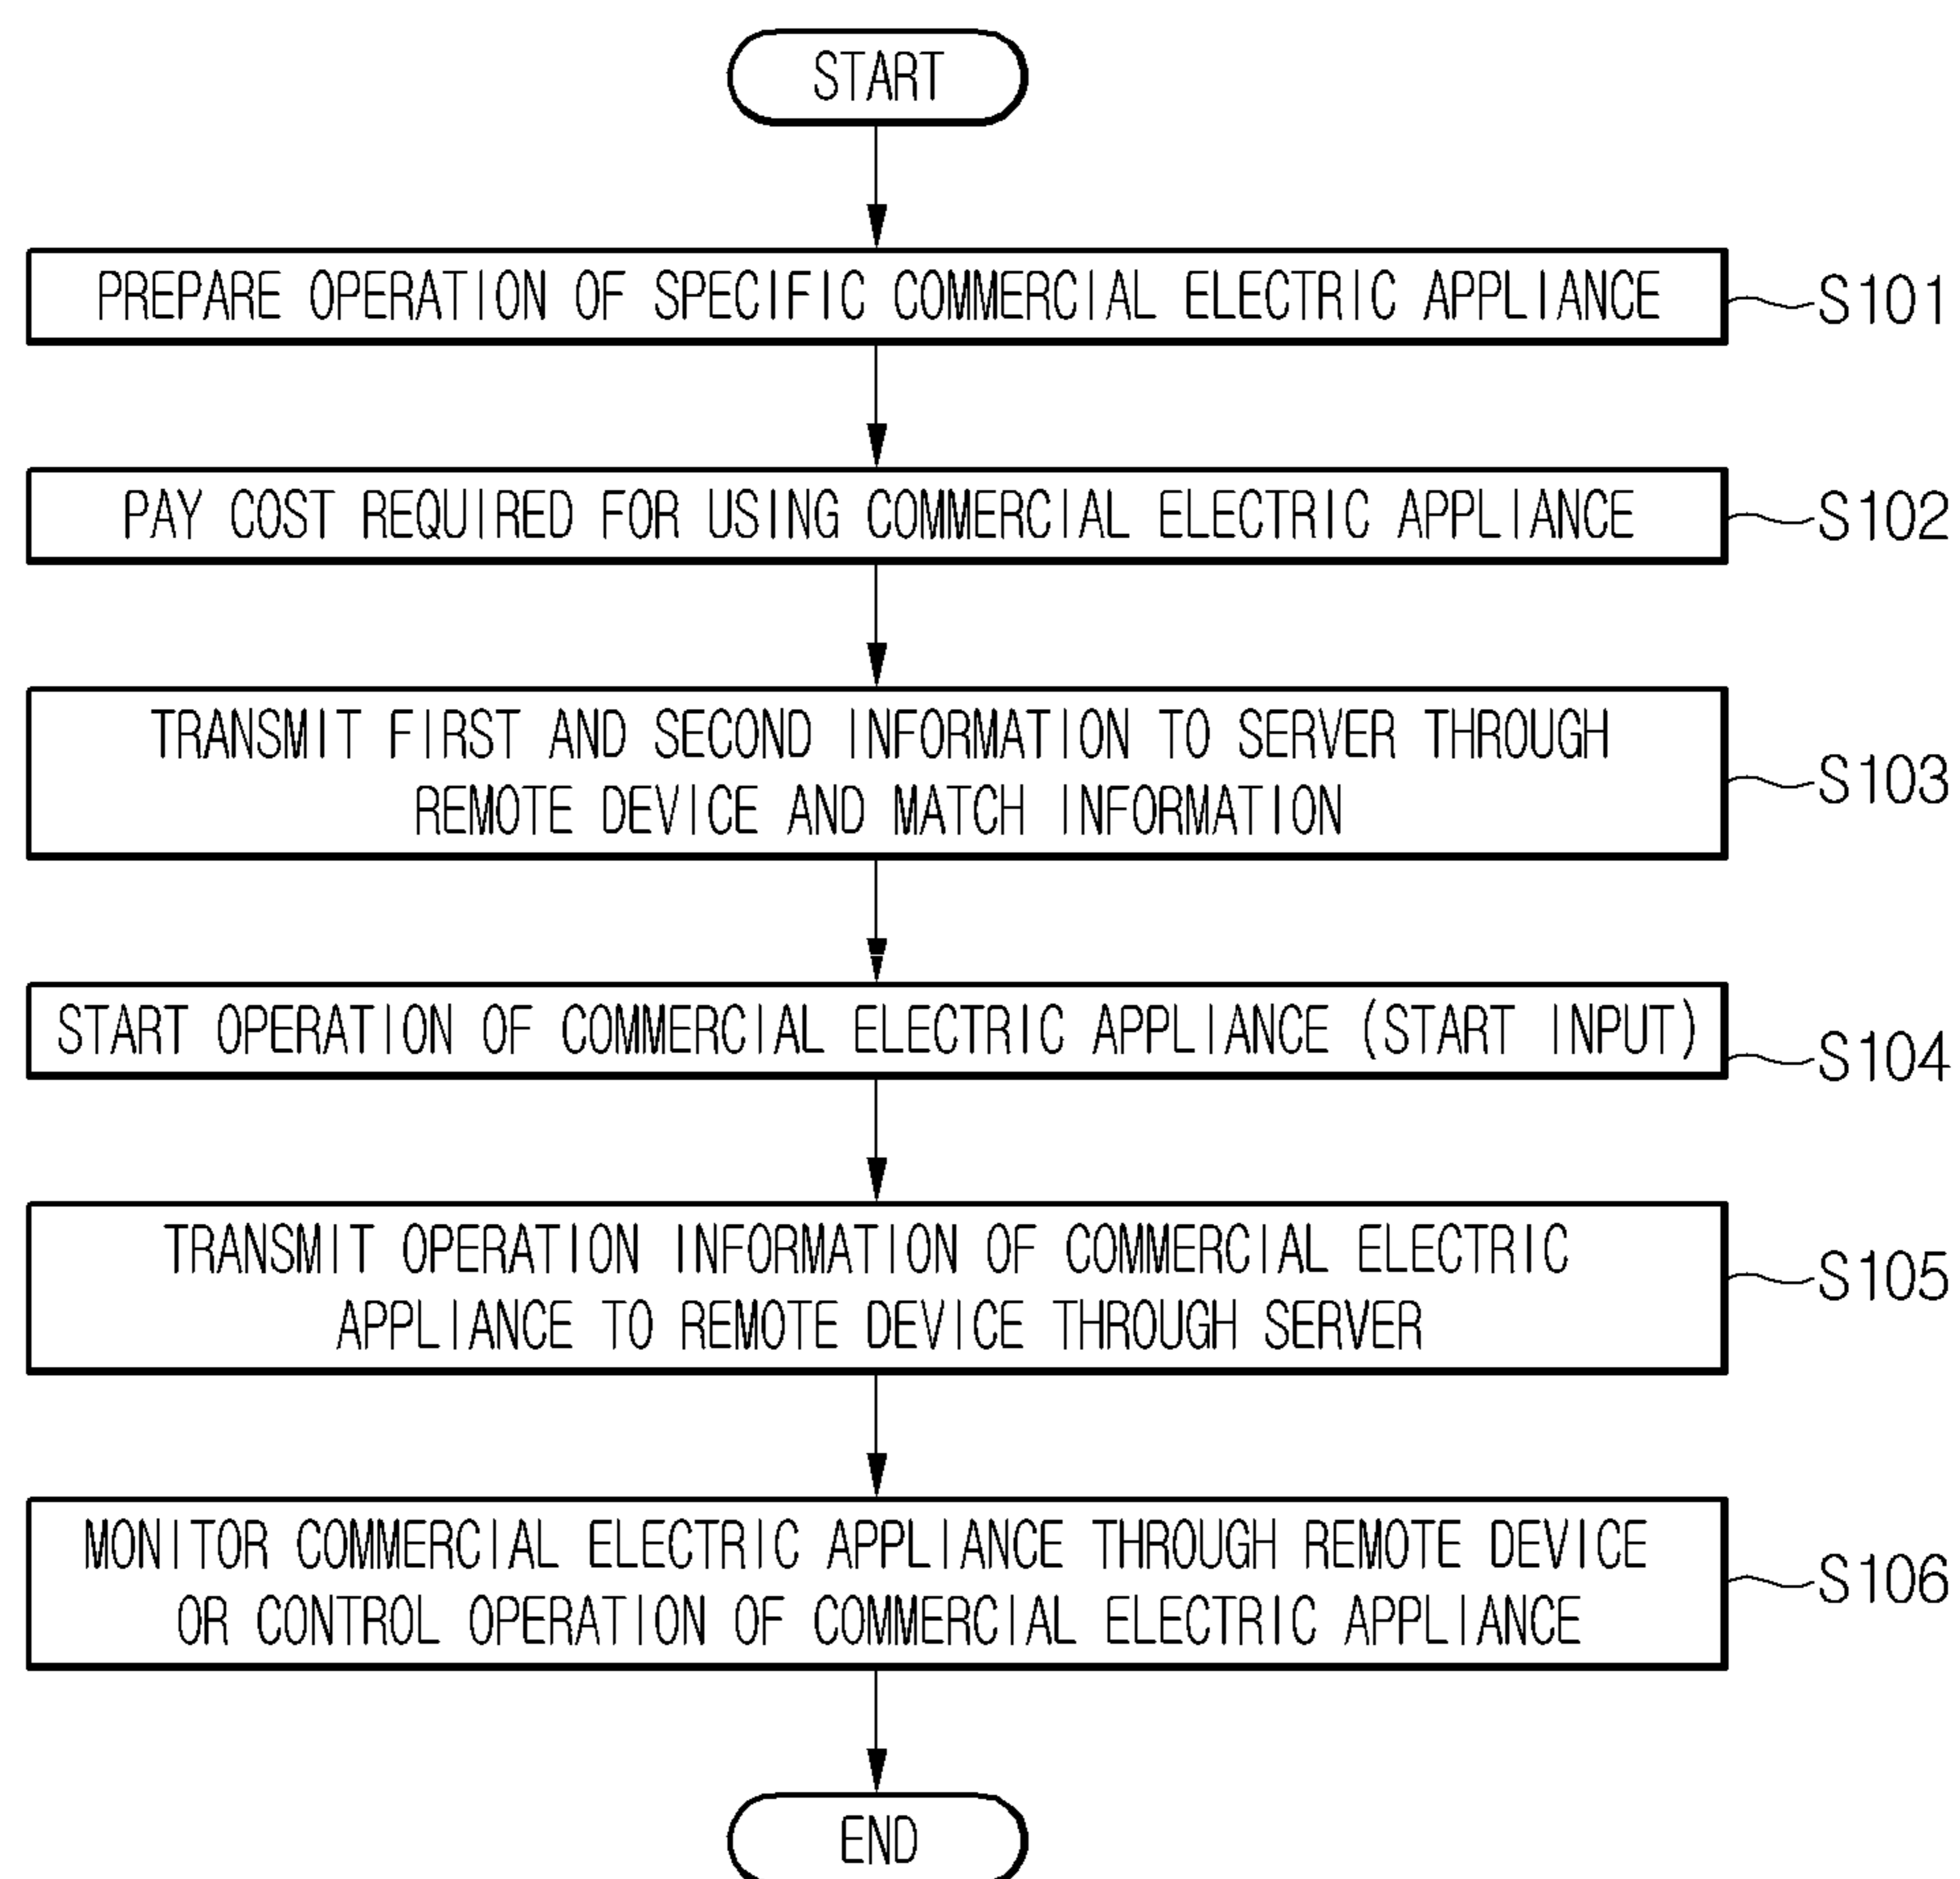 START
PREPARE OPERATION OF SPECIFIC COMMERCIAL ELECTRIC APPLIANCE
S101
PAY COST REQUIRED FOR USING COMMERCIAL ELECTRIC APPLIANCE
S102
TRANSMIT FIRST AND SECOND INFORMATION TO SERVER THROUGH
REMOTE DEVICE AND MATCH INFORMATION
S103
START OPERATION OF COMMERCIAL ELECTRIC APPLIANCE (START INPUT)
S104
TRANSMIT OPERATION INFORMATION OF COMMERCIAL ELECTRIC
APPLIANCE TO REMOTE DEVICE THROUGH SERVER
S105
MONITOR COMMERCIAL ELECTRIC APPLIANCE THROUGH REMOTE DEVICE
OR CONTROL OPERATION OF COMMERCIAL ELECTRIC APPLIANCE
S106
END